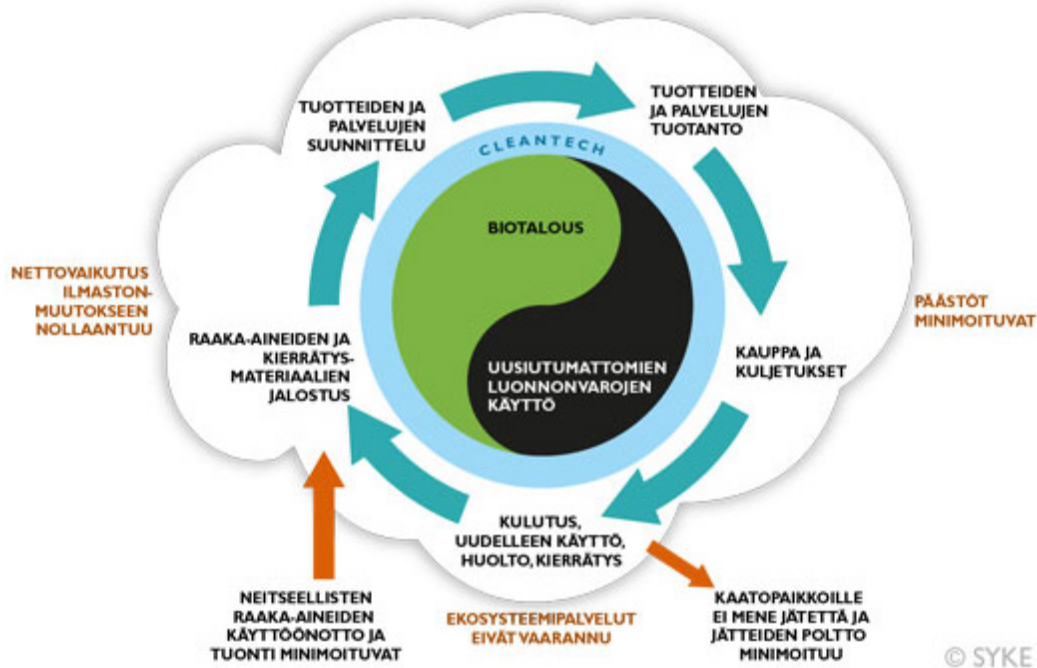 TUOTTEIDEN JA
PALVELUJEN
SUUNNITTELU
TUOTTEIDEN
JA PALVELUJEN
TUOTANTO
CLEANTECH
BIOTALOUS
NETTOVAIKUTUS
ILMASTON-
MUUTOKSEEN
NOLLAANTUU
PÄÄSTÖT
MINIMOITUVAT
RAAKA-AINEIDEN JA
KIERRÄTYS-
MATERIAALIEN
JALOSTUS
UUSIUTUMATTOMIEN
LUONNONVAROJEN
KÄYTTÖ
KAUPPA JA
KULJETUKSET
KULUTUS,
UUDELLEEN KÄYTTÖ,
HUOLTO, KIERRÄTYS
NEITSEELLISTEN
RAAKA-AINEIDEN
KÄYTTÖÖNOTTO JA
TUONTI MINIMOITUVAT
EKOSYSTEEMIPALVELUT
EIVÄT VAARANNU
KAATOPAIKKOILLE
EI MENE JÄTETTÄ JA
JÄTTEIDEN POLTTO
MINIMOITUU
© SYKE